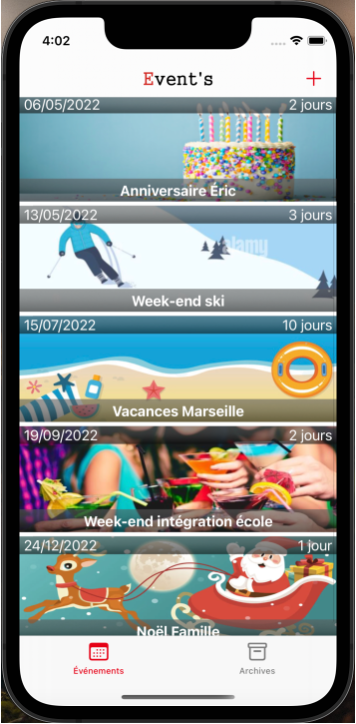 4:02
Event's
06/05/2022 2 jours
Anniversaire Éric
13/05/2022 3 jours
alamy
Week-end ski
15/07/2022 10 jours
Vacances Marseille
19/09/2022 2 jours
Week-end intégration école
24/12/2022 1 jour
Noël Famille
Événements Archives